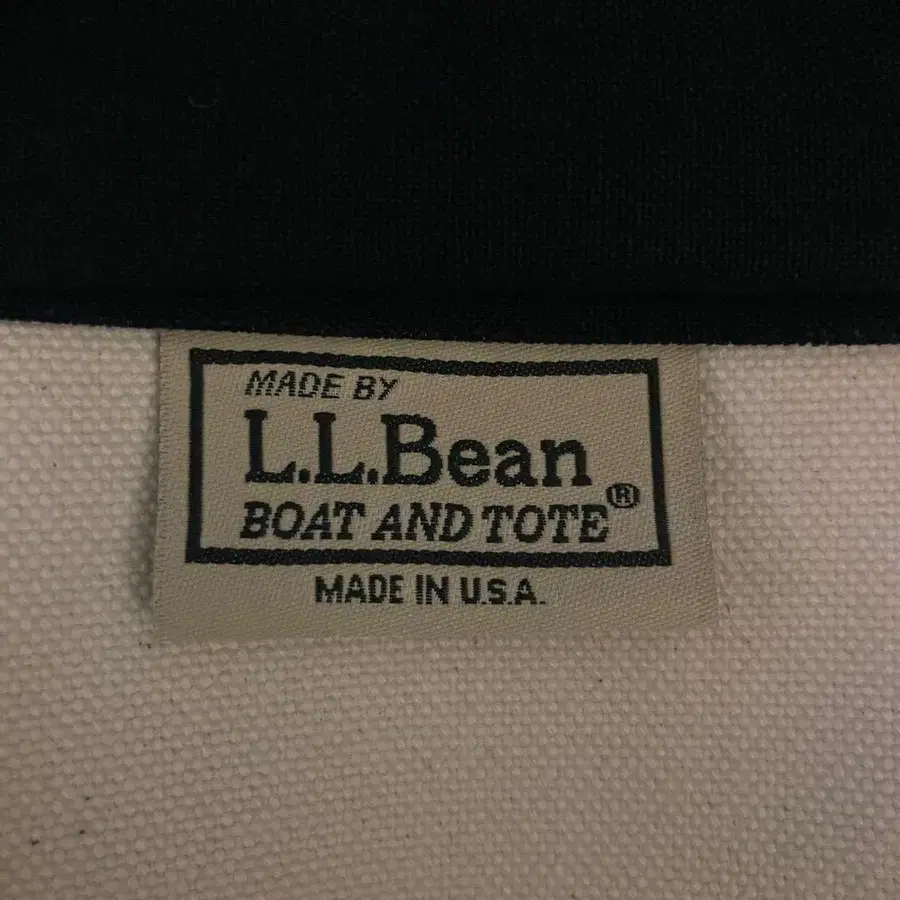 MADE BY
L.L.Bean
BOAT AND TOTE®
MADE IN U.S.A.